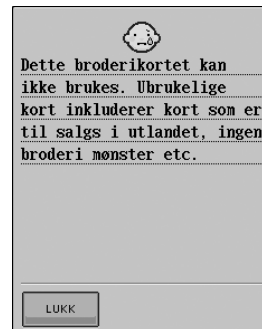 Dette broderikortet kan
ikke brukes. Ubrukelige
kort inkluderer kort som er
til salgs i utlandet, ingen
broderi mønster etc.
LUKK